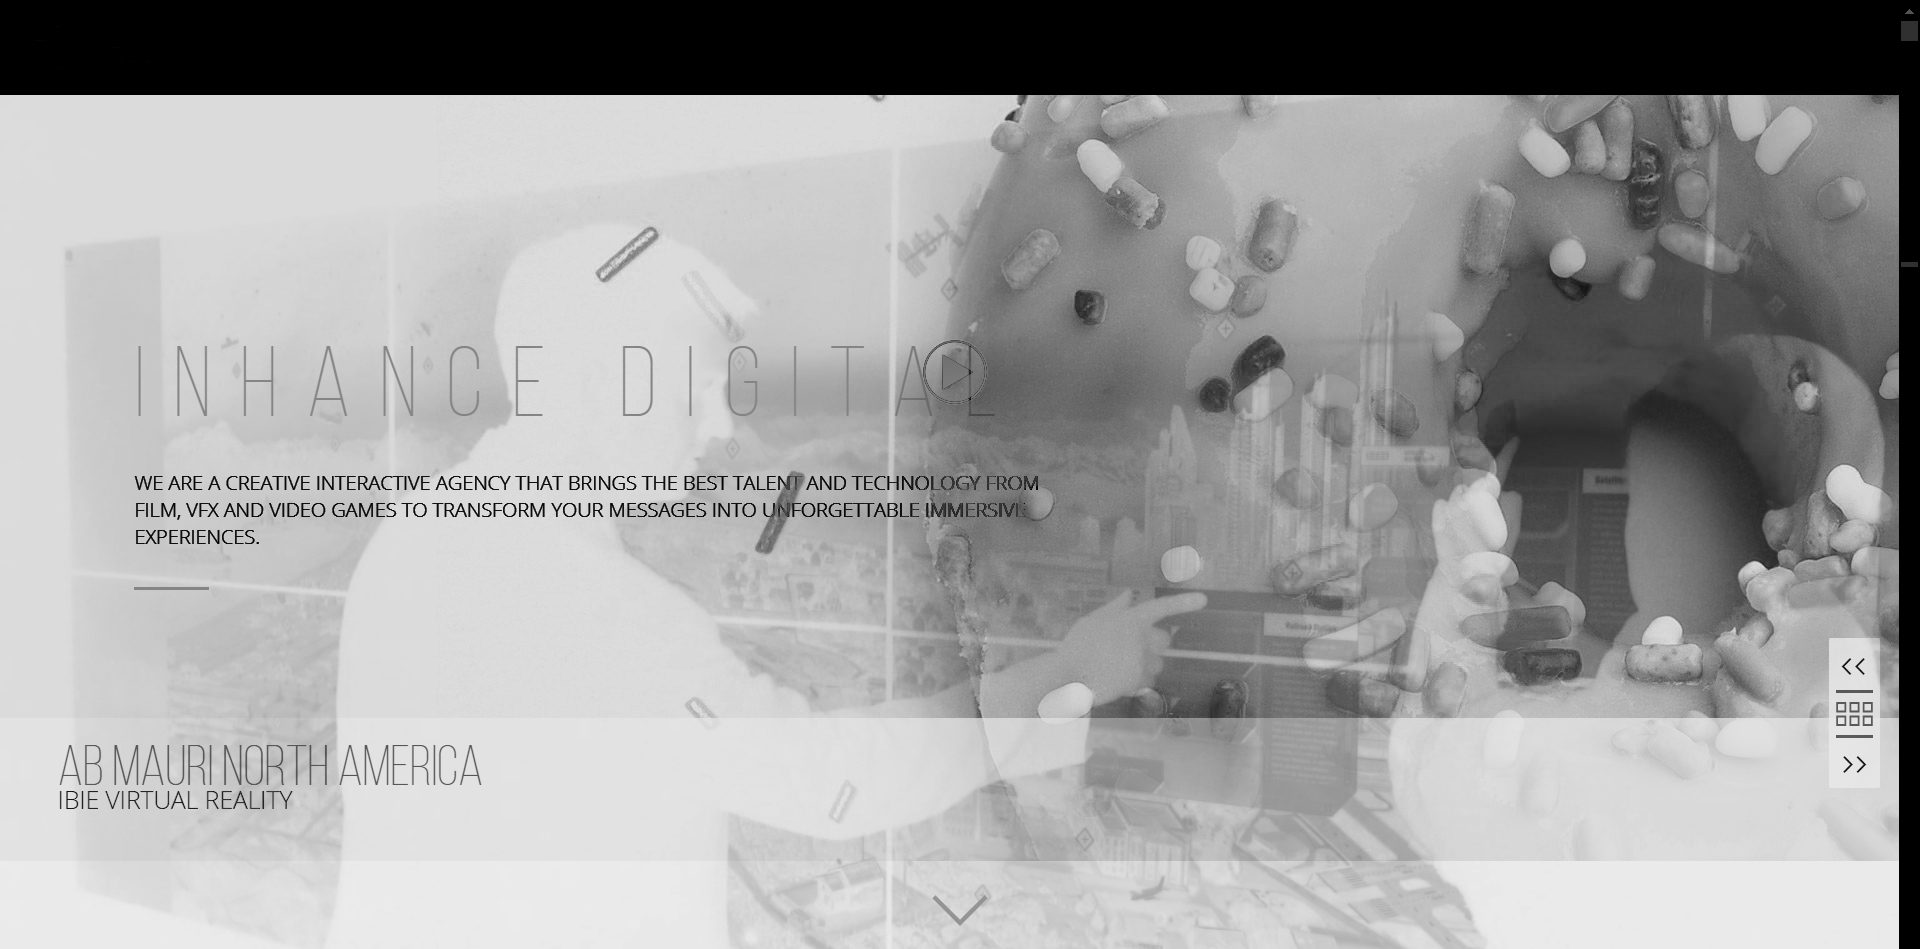 INHANCE DIGITAL
WE ARE A CREATIVE INTERACTIVE AGENCY THAT BRINGS THE BEST TALENT AND TECHNOLOGY FROM
FILM, VFX AND VIDEO GAMES TO TRANSFORM YOUR MESSAGES INTO UNFORGETTABLE IMMERSIVE
EXPERIENCES.
AB MAURI NORTH AMERICA
IBIE VIRTUAL REALITY